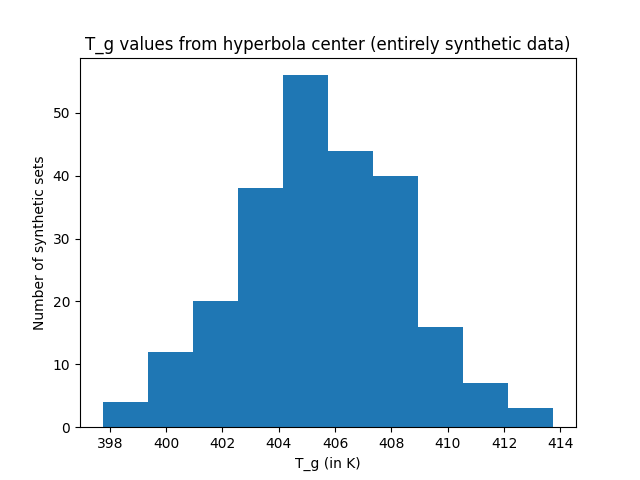 T_g values from hyperbola center (entirely synthetic data)
Number of synthetic sets
50
40
30
20
10
0
398 400 402 404 406 408 410 412 414
T_g (in K)